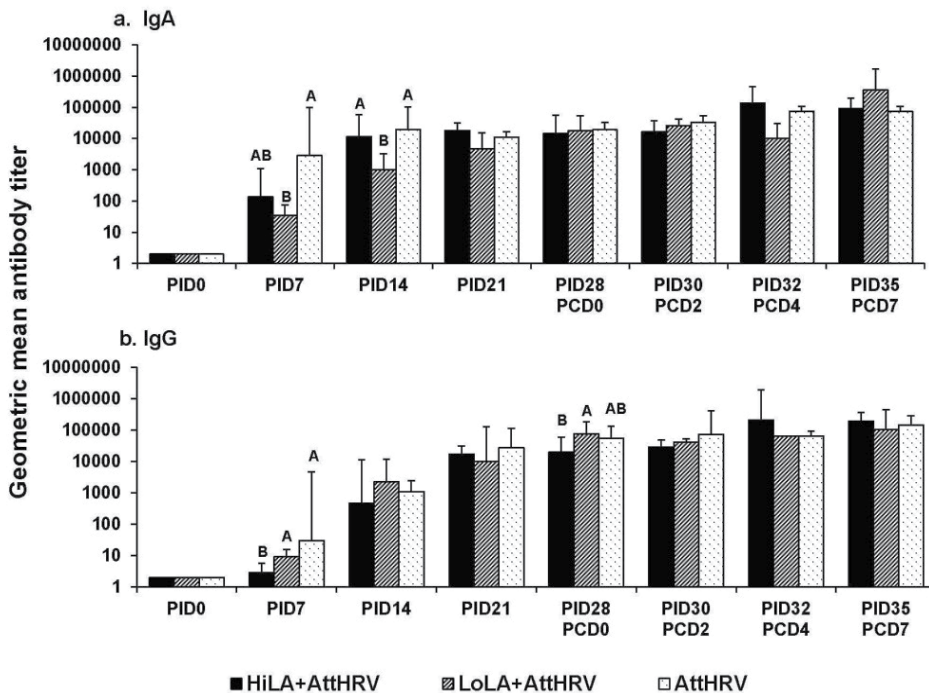 a. IgA
Geometric mean antibody titer
10000000
1000000
100000
10000
1000
100
10
1
AB
B
A
A
B
A
PID0 PID7 PID14 PID21 PID28 PID30 PID32 PID35
PCD0 PCD2 PCD4 PCD7
b. IgG
10000000
1000000
100000
10000
1000
100
10
1
B
A
A
B
A
AB
PID0 PID7 PID14 PID21 PID28 PID30 PID32 PID35
PCD0 PCD2 PCD4 PCD7
HiLA+AttHRV LoLA+AttHRV AttHRV